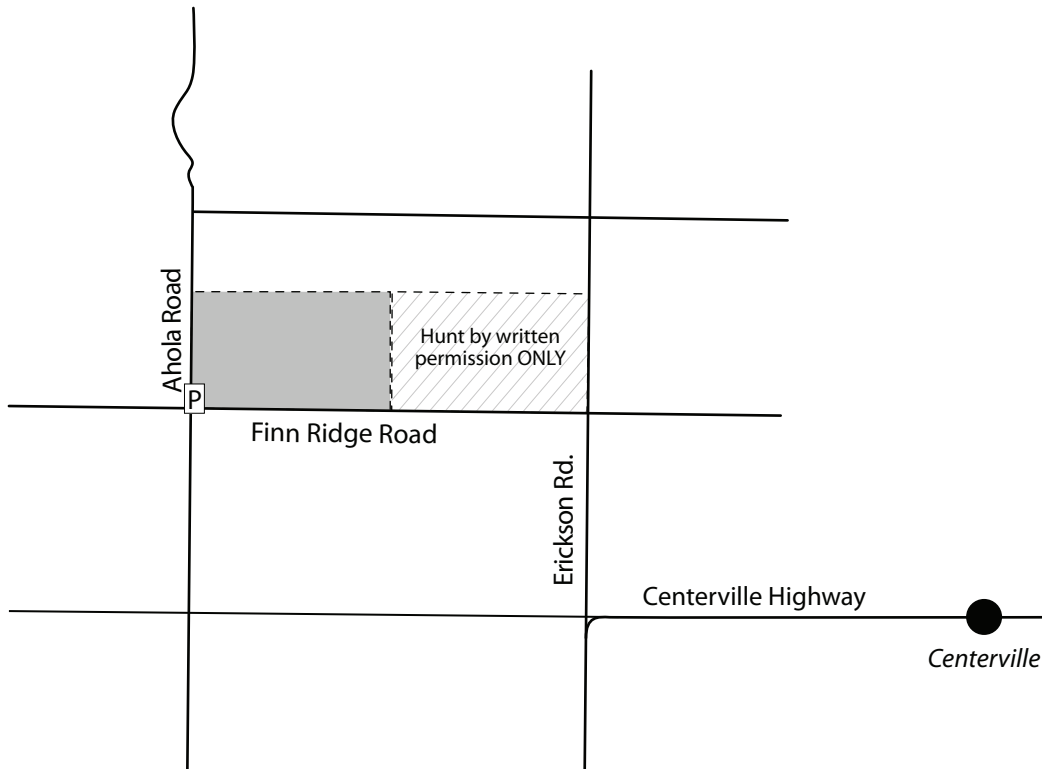 Ahola Road
Hunt by written
permission ONLY
P
Finn Ridge Road
Erickson Rd.
Centerville Highway
Centerville